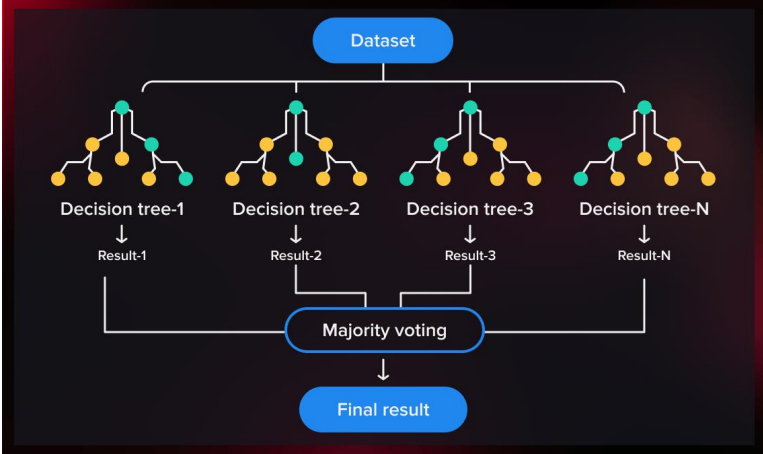 Dataset
Decision tree-1
Decision tree-2
Decision tree-3
Decision tree-N
Result-1
Result-2
Result-3
Result-N
Majority voting
Final result